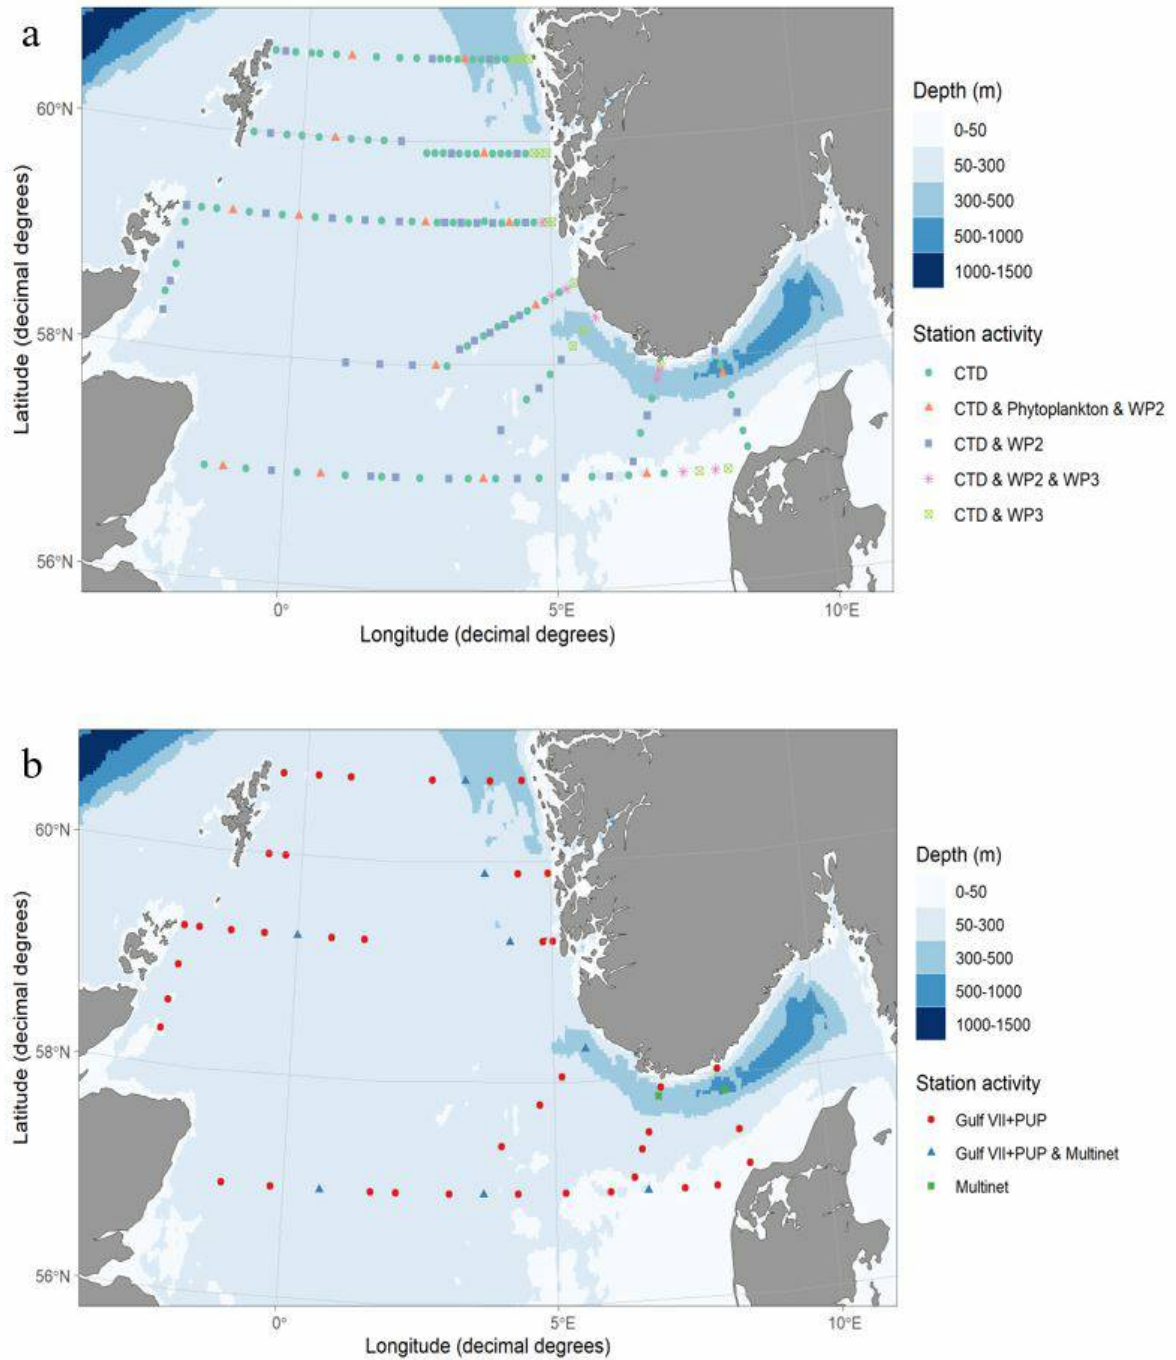 a
60°N
58°N
56°N
Latitude (decimal degrees)
0°
5°E
10°E
Longitude (decimal degrees)
Depth (m)
0-50
50-300
300-500
500-1000
1000-1500
Station activity
CTD
CTD & Phytoplankton & WP2
CTD & WP2
CTD & WP2 & WP3
CTD & WP3
b
60°N
58°N
56°N
Latitude (decimal degrees)
0°
5°E
10°E
Longitude (decimal degrees)
Depth (m)
0-50
50-300
300-500
500-1000
1000-1500
Station activity
Gulf VII+PUP
Gulf VII+PUP & Multinet
Multinet